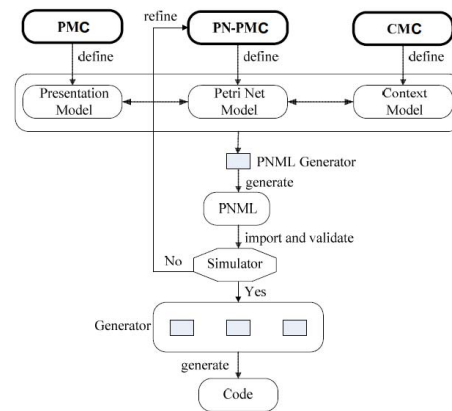 refine
PMC
PN-PMC
CMC
define
define
define
Presentation
Model
Petri Net
Model
Context
Model
PNML Generator
generate
PNML
import and validate
No
Simulator
Yes
Generator
generate
Code